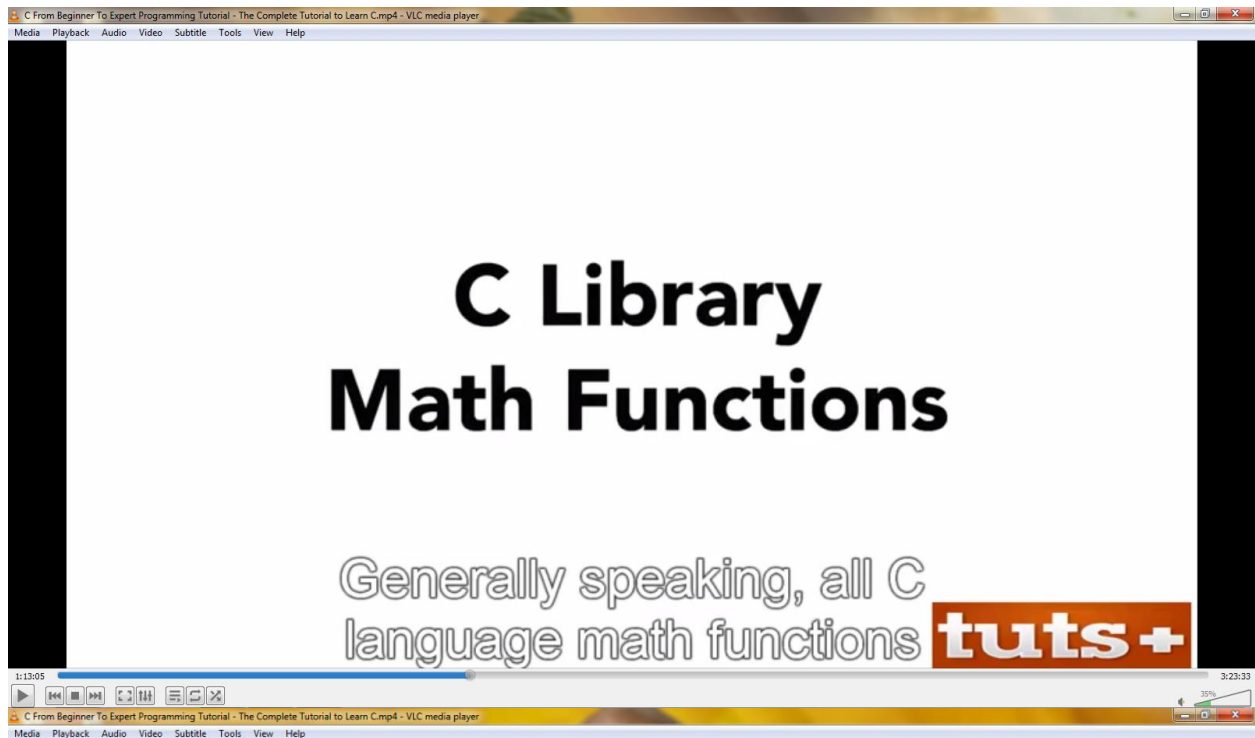 C From Beginner To Expert Programming Tutorial - The Complete Tutorial to Learn C.mp4 - VLC media player
Media Playback Audio Video Subtitle Tools View Help
C Library
Math Functions
Generally speaking, all C
language math functions
tuts+
1:13:05
3:23:33
35%
C From Beginner To Expert Programming Tutorial - The Complete Tutorial to Learn C.mp4 - VLC media player
Media Playback Audio Video Subtitle Tools View Help